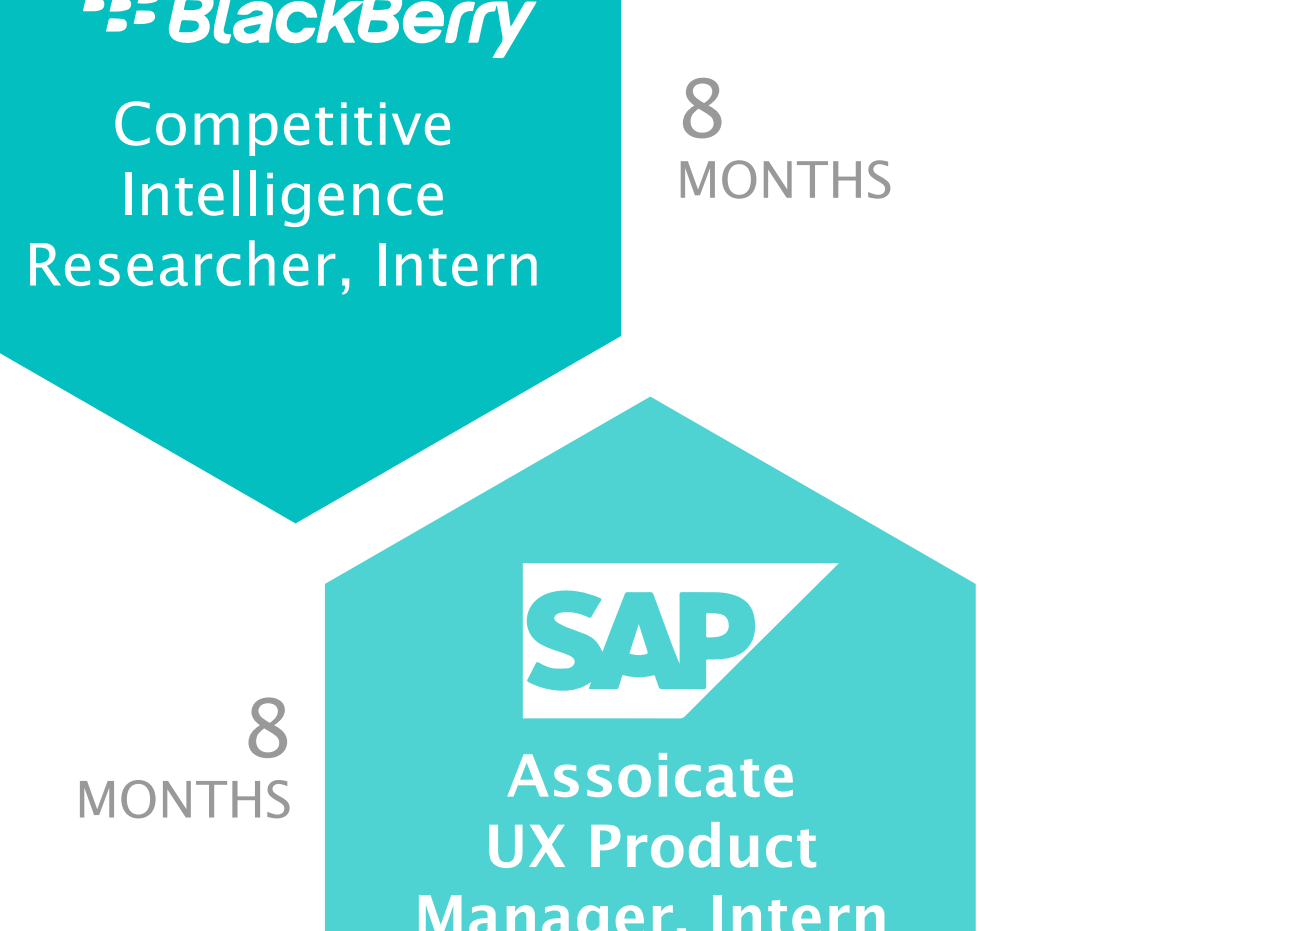 BlackBerry
Competitive
Intelligence
Researcher, Intern
8
MONTHS
SAP
8
MONTHS
Assoicate
UX Product
Manager, Intern